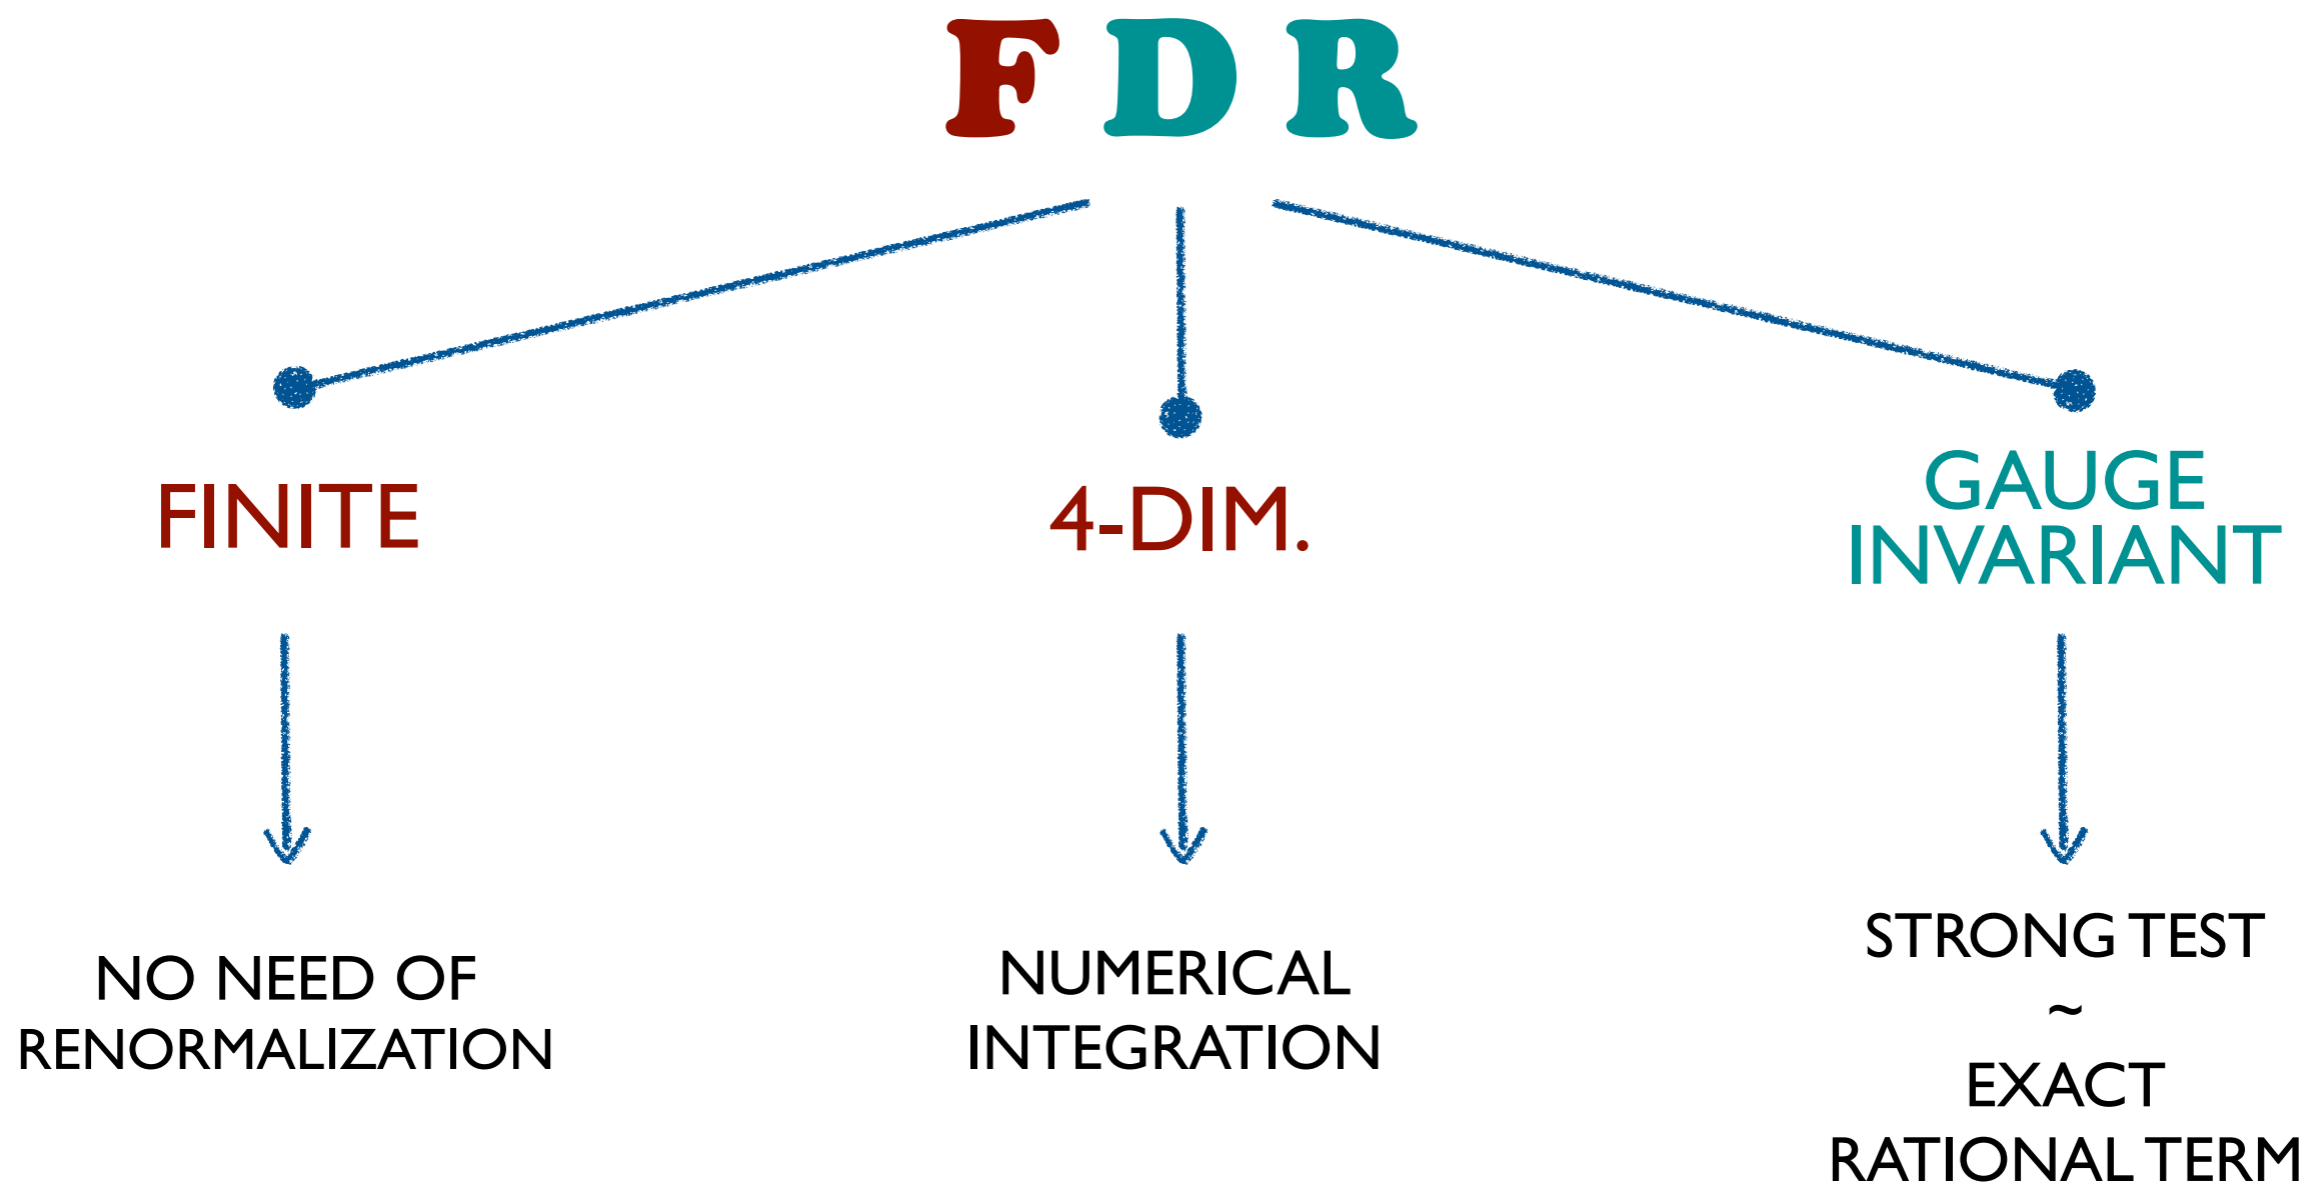 F D R
FINITE
4-DIM.
GAUGE
INVARIANT
NO NEED OF
RENORMALIZATION
NUMERICAL
INTEGRATION
STRONG TEST
~
EXACT
RATIONAL TERM